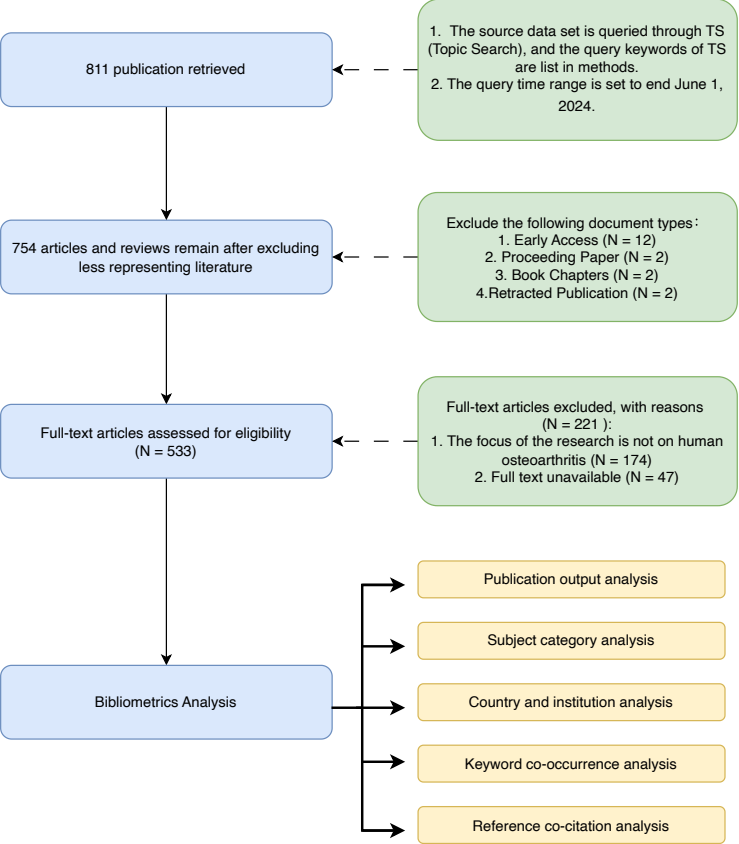 811 publication retrieved
1. The source data set is queried through TS
(Topic Search), and the query keywords of TS
are list in methods.
2. The query time range is set to end June 1,
2024.
754 articles and reviews remain after excluding
less representing literature
Exclude the following document types：
1. Early Access (N = 12)
2. Proceeding Paper (N = 2)
3. Book Chapters (N = 2)
4.Retracted Publication (N = 2)
Full-text articles assessed for eligibility
(N = 533)
Full-text articles excluded, with reasons
(N = 221 ):
1. The focus of the research is not on human
osteoarthritis (N = 174)
2. Full text unavailable (N = 47)
Bibliometrics Analysis
Publication output analysis
Subject category analysis
Country and institution analysis
Keyword co-occurrence analysis
Reference co-citation analysis